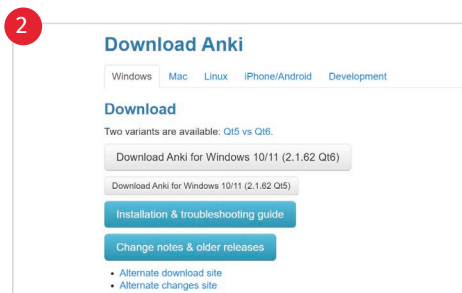 2
Download Anki
Windows Mac Linux iPhone/Android Development
Download
Two variants are available: Qt5 vs Qt6.
Download Anki for Windows 10/11 (2.1.62 Qt6)
Download Anki for Windows 10/11 (2.1.62 Qt5)
Installation & troubleshooting guide
Change notes & older releases
• Alternate download site
• Alternate changes site